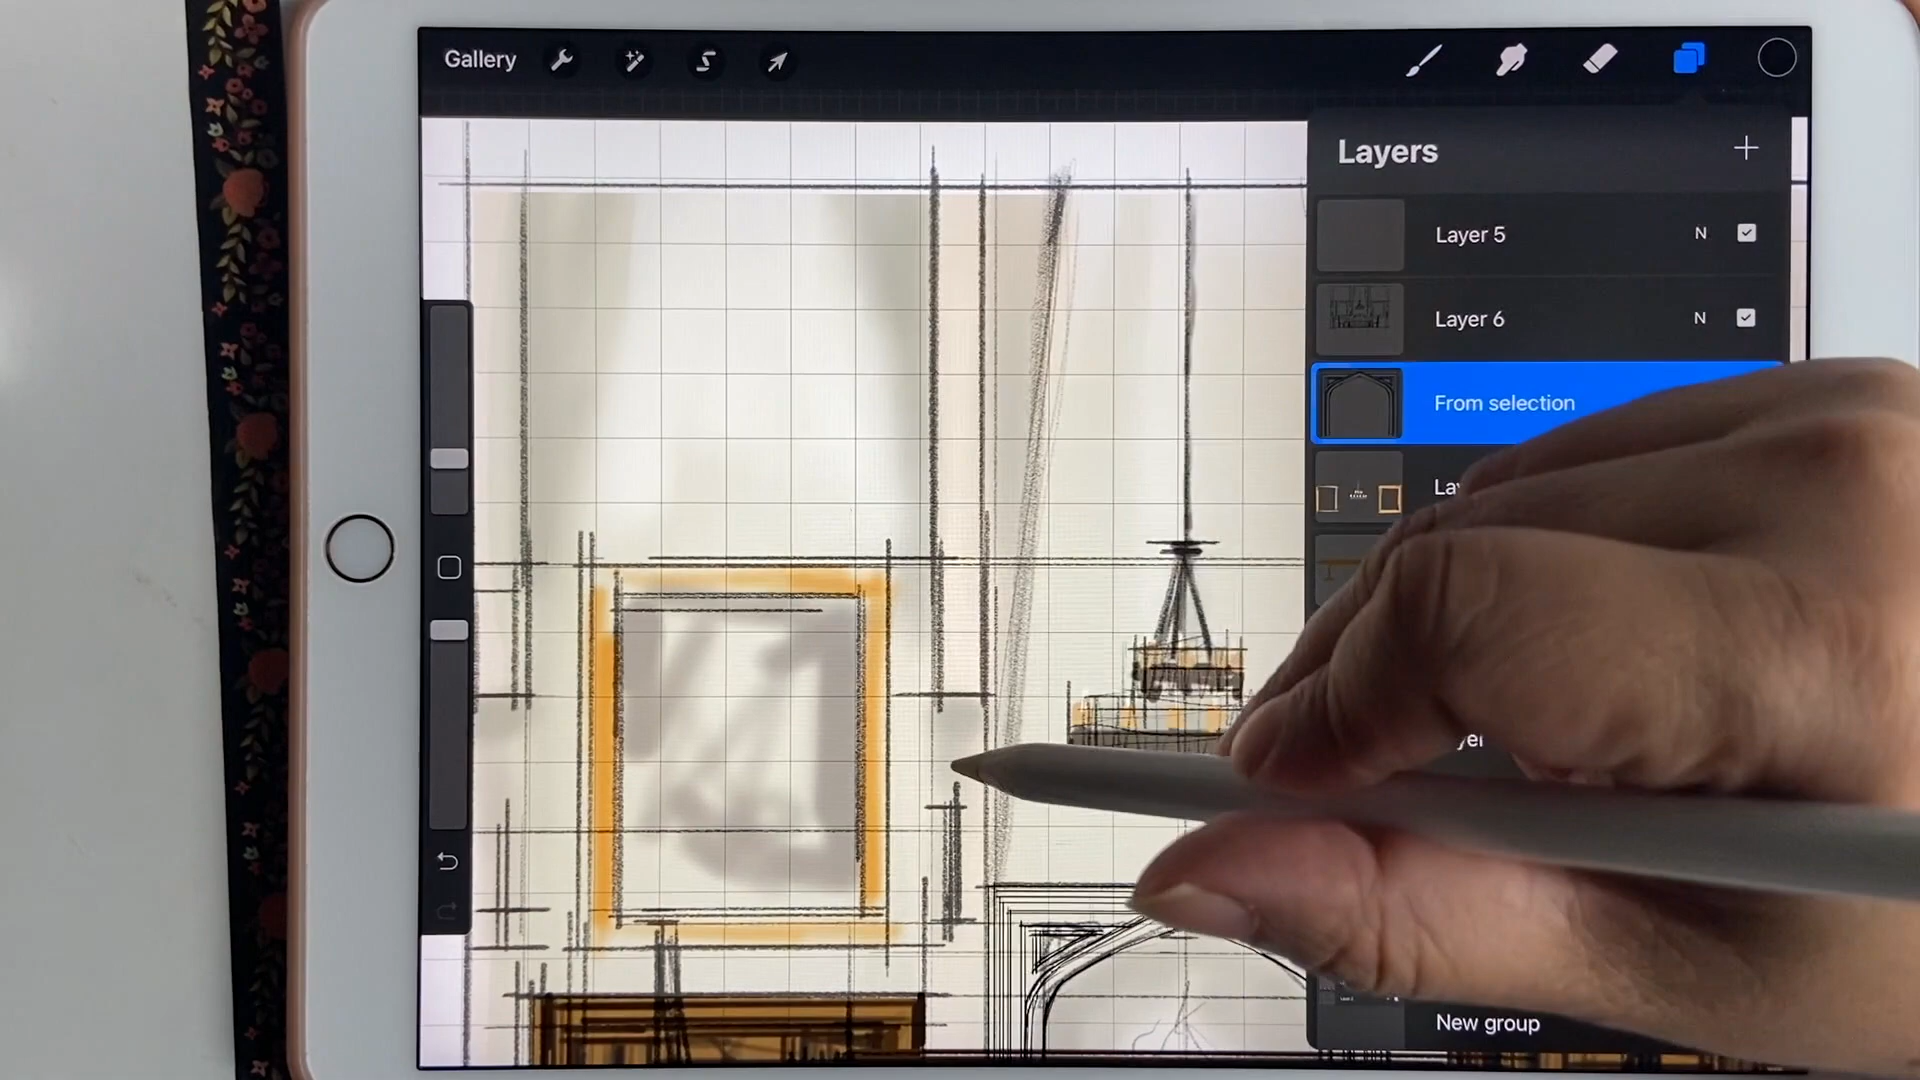 Gallery
Layers
Layer 5 N
Layer 6 N
From selection
New group